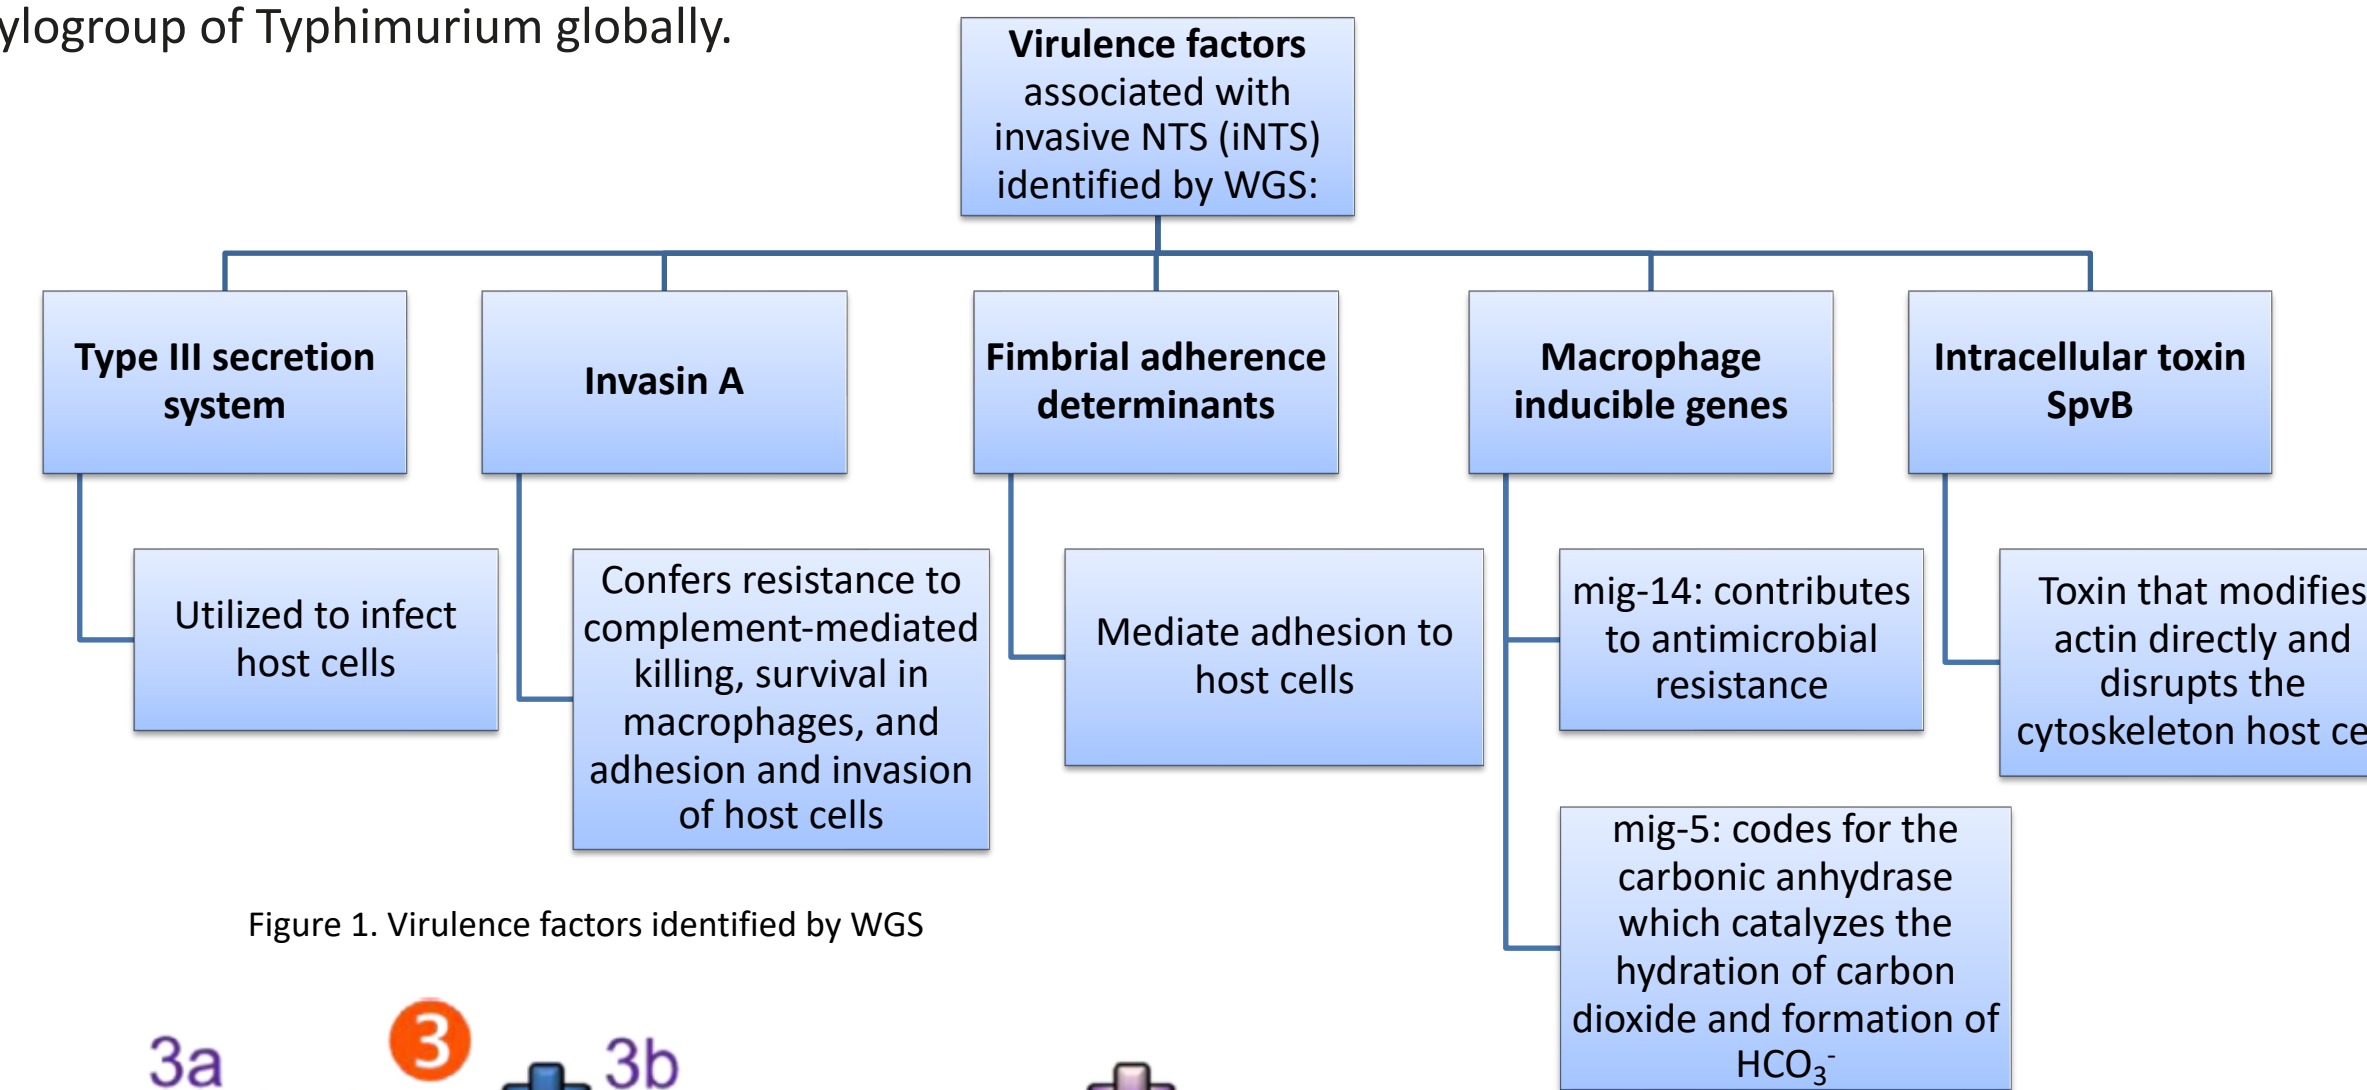 ylogroup of Typhimurium globally.
Virulence factors
associated with
invasive NTS (iNTS)
identified by WGS:
Type III secretion
system
Invasin A
Fimbrial adherence
determinants
Macrophage
inducible genes
Intracellular toxin
SpvB
Utilized to infect
host cells
Confers resistance to
complement-mediated
killing, survival in
macrophages, and
adhesion and invasion
of host cells
Mediate adhesion to
host cells
mig-14: contributes
to antimicrobial
resistance
mig-5: codes for the
carbonic anhydrase
which catalyzes the
hydration of carbon
dioxide and formation of
HCO₃⁻
Toxin that modifies
actin directly and
disrupts the
cytoskeleton host ce
Figure 1. Virulence factors identified by WGS
3a
3
3b